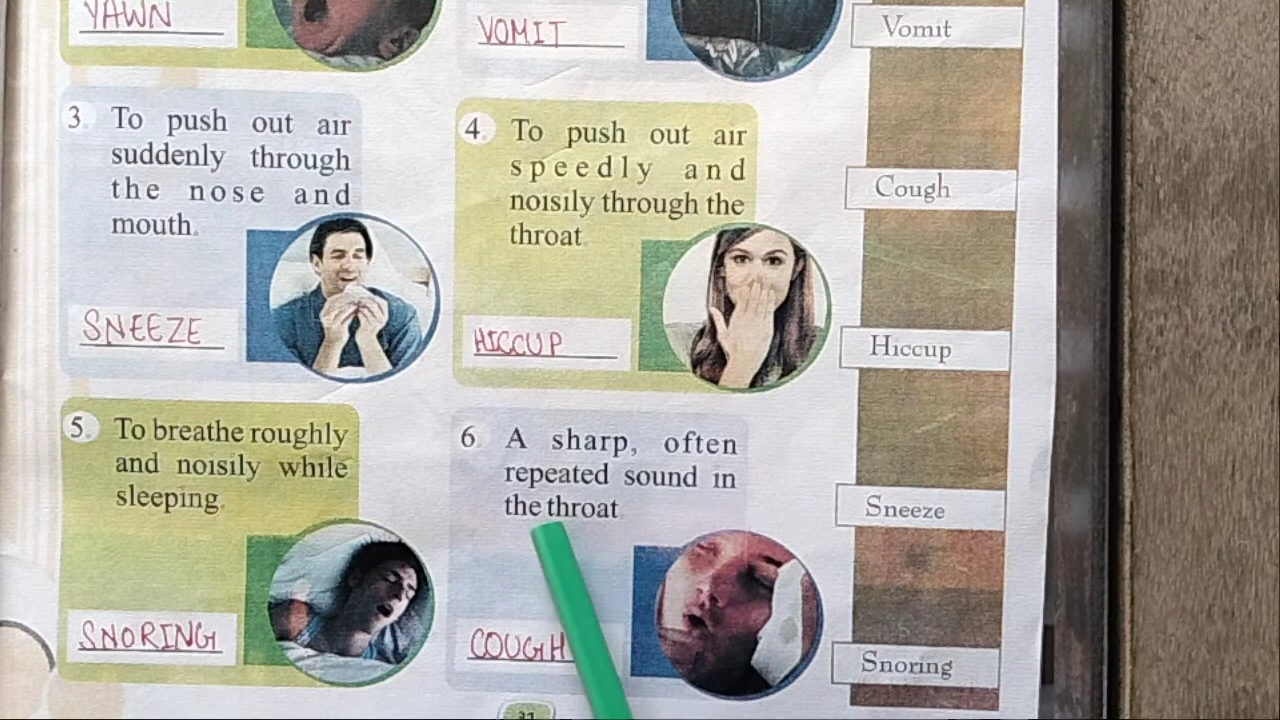 YAWN
VOMIT
3. To push out air
suddenly through
the nose and
mouth.
SNEEZE
4. To push out air
speedly and
noisily through the
throat.
HICCUP
5. To breathe roughly
and noisily while
sleeping.
SNORING
6. A sharp, often
repeated sound in
the throat.
COUGH
Vomit
Cough
Hiccup
Sneeze
Snoring